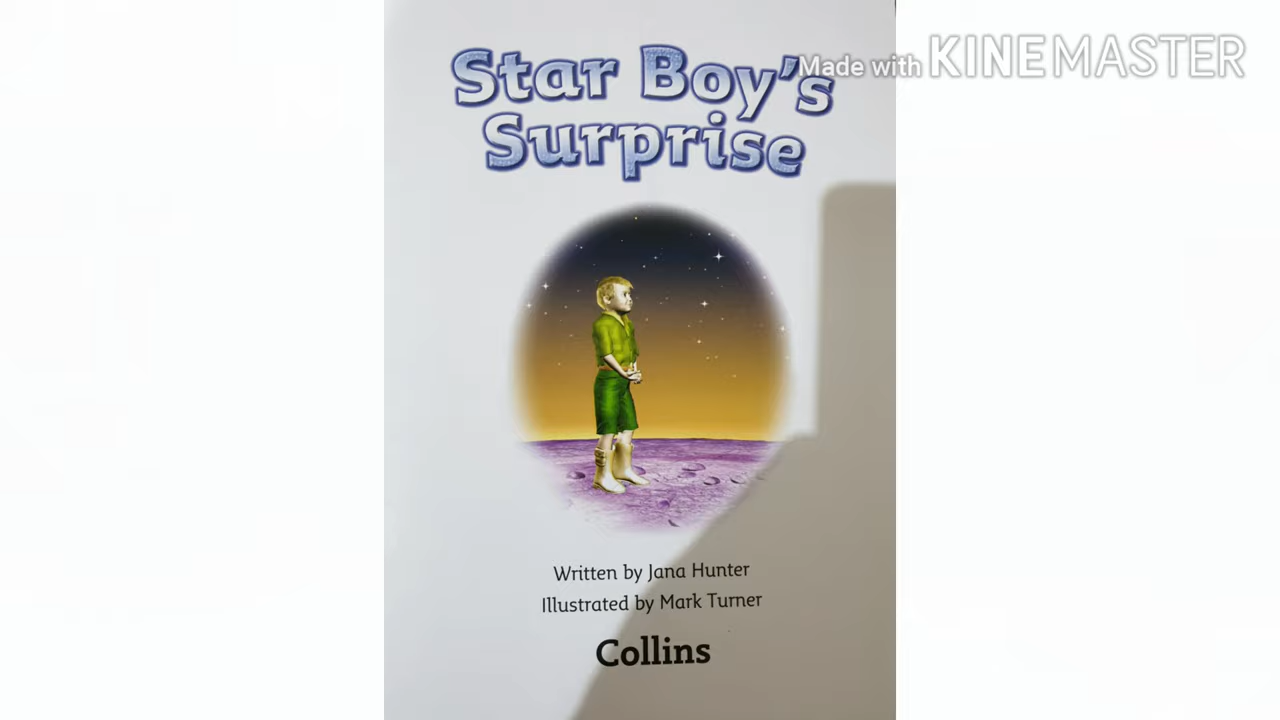 Made with KINEMASTER
Star Boy's
Surprise
Written by Jana Hunter
Illustrated by Mark Turner
Collins